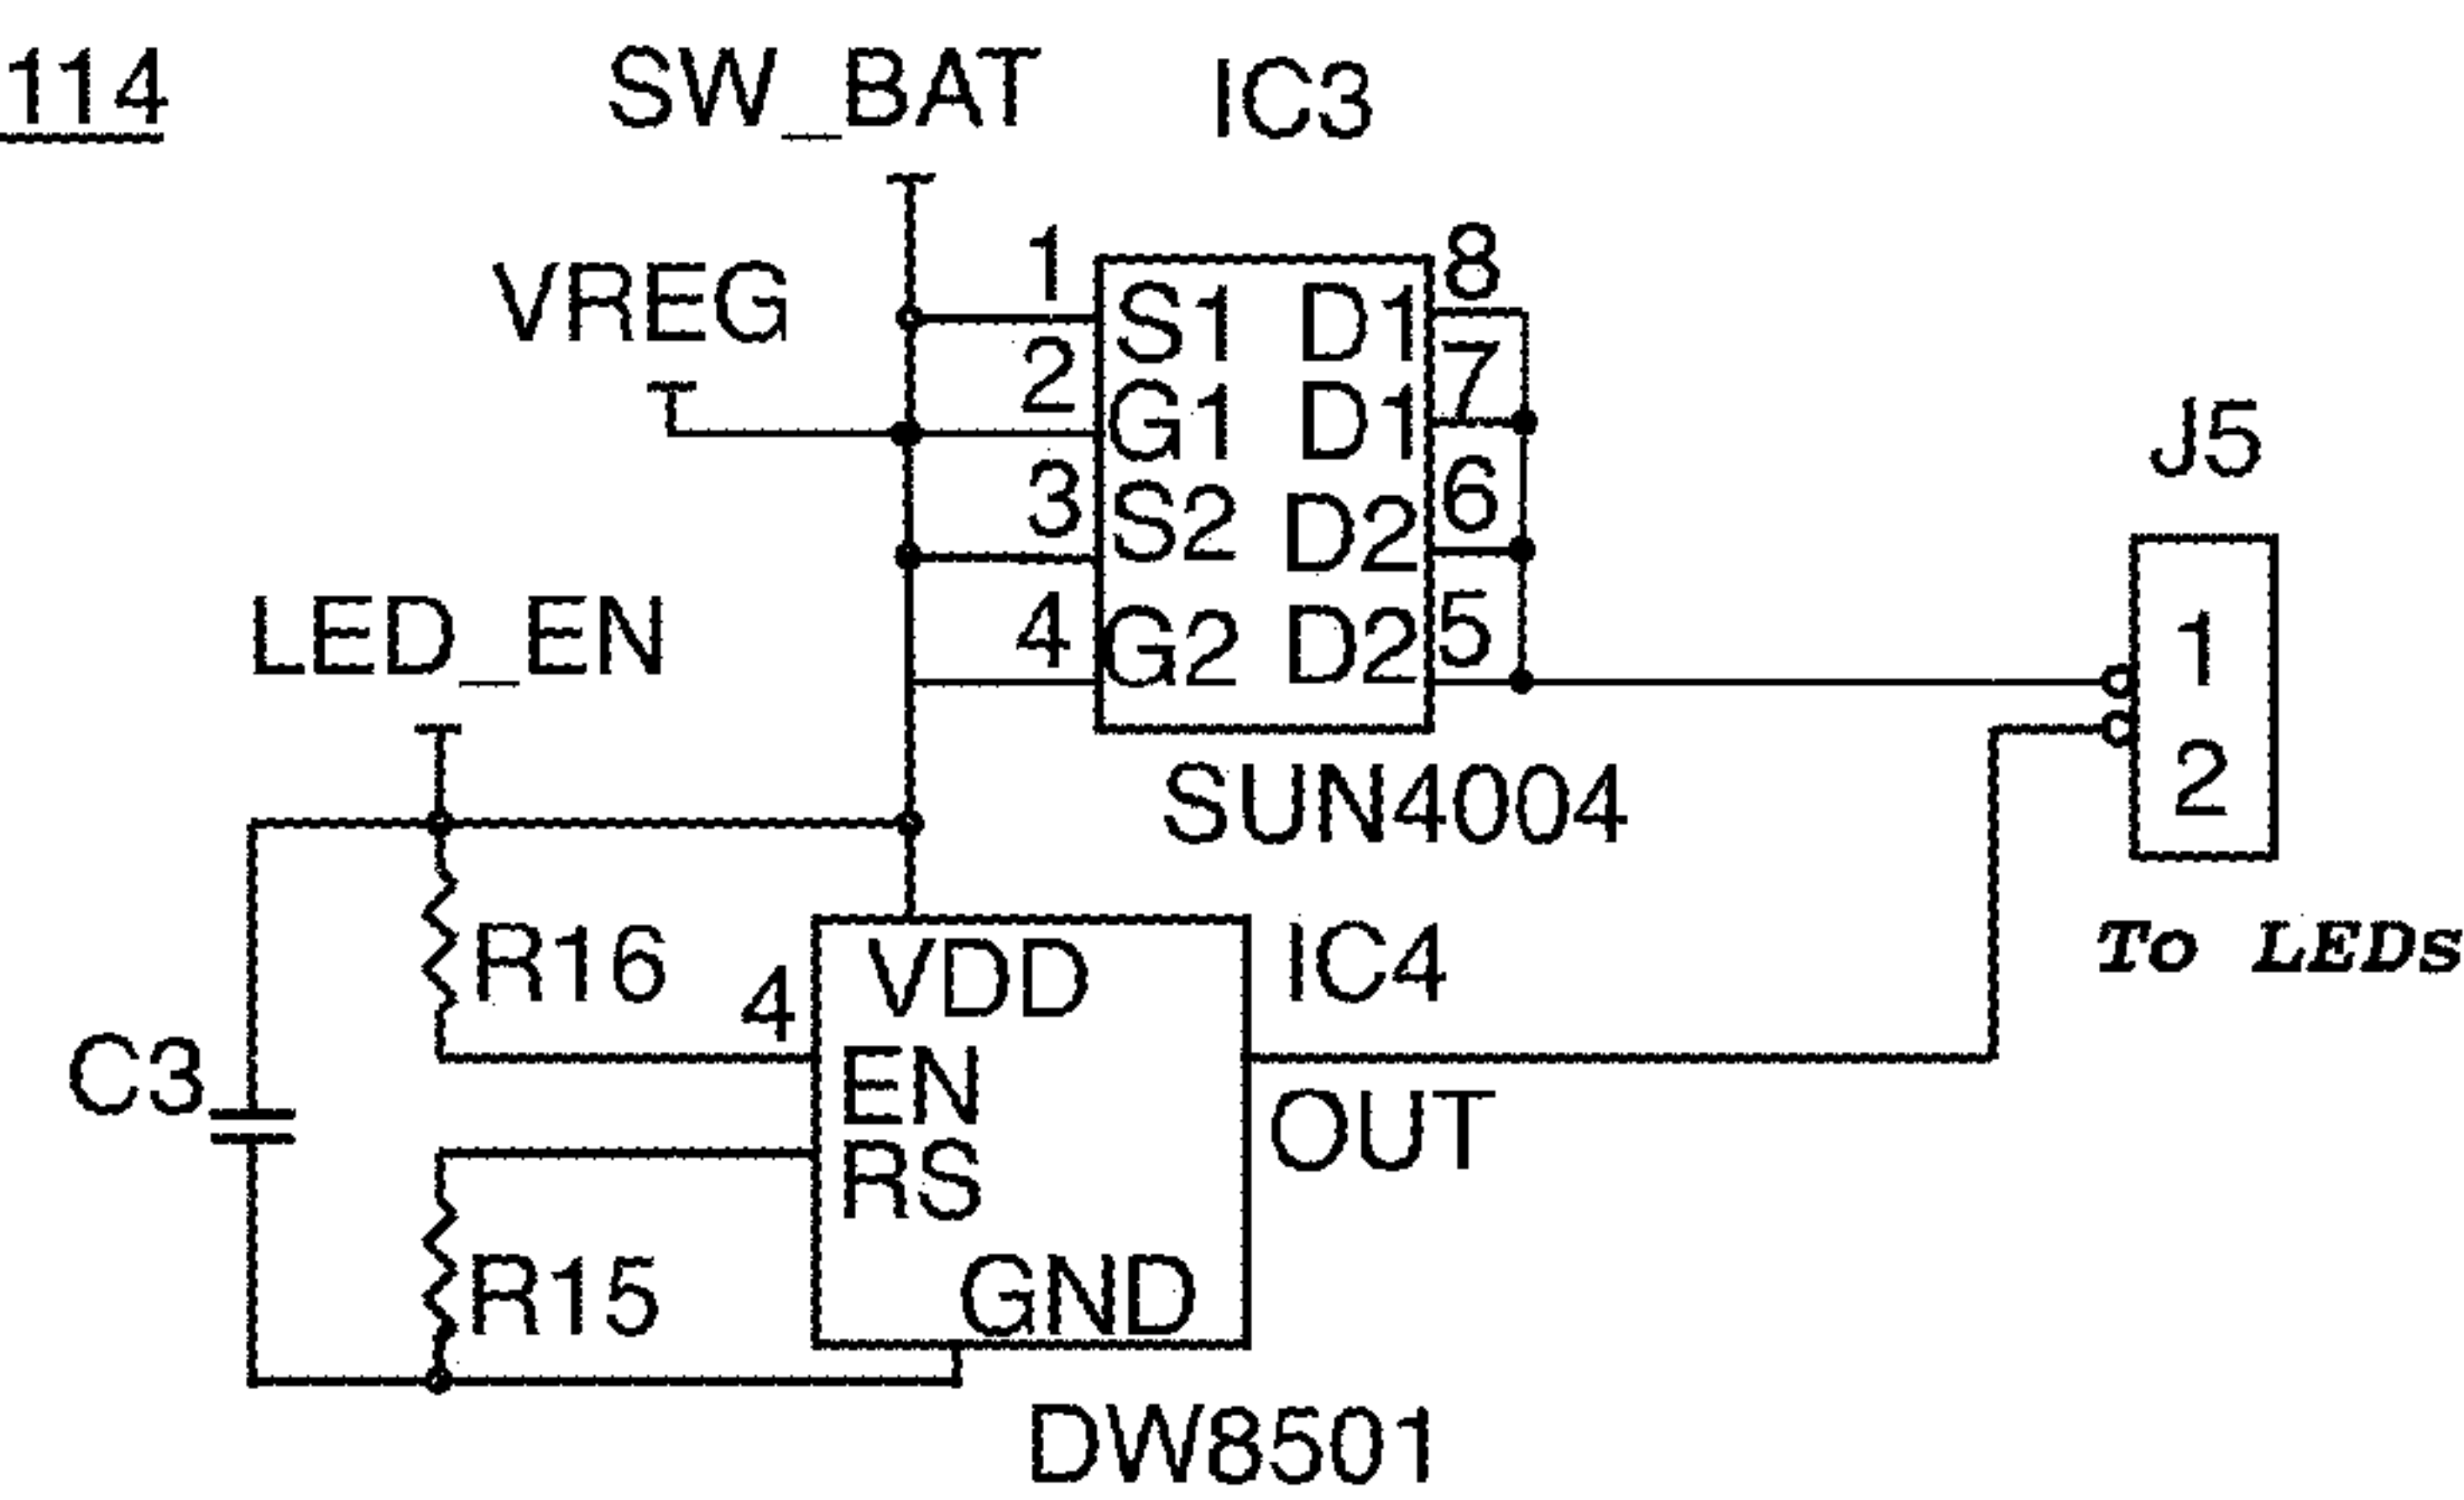 114
SW_BAT
IC3
VREG
1
2
3
4
S1 D1
G1 D1
S2 D2
G2 D2
8
7
6
5
J5
1
2
LED_EN
SUN4004
To LEDs
R16
4
VDD
EN
RS
GND
IC4
OUT
C3
R15
DW8501